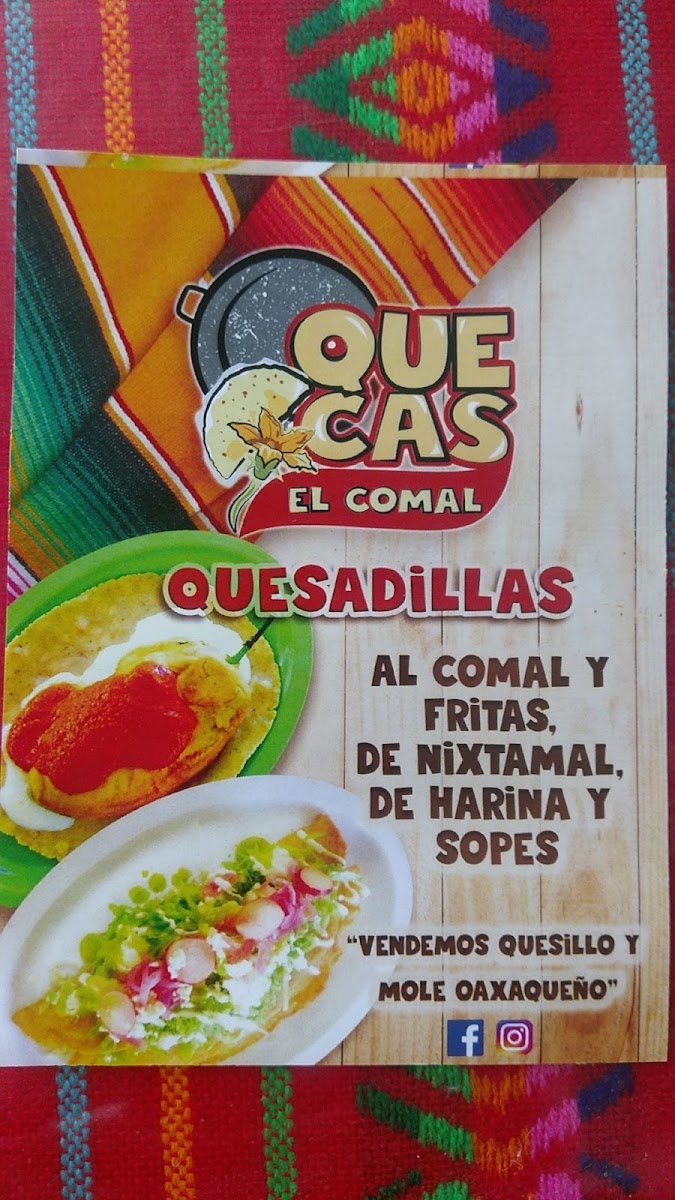 QUE
CAS
EL COMAL
QUESADiLLAS
AL COMAL Y
FRiTAS,
DE NiXTAMAL,
DE HARiNA Y
SOPES
"VENDEMOS QUESiLLO Y
MOLE OAXAQUEÑO"